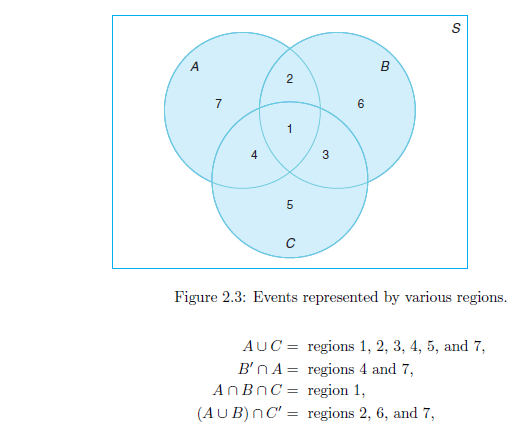 S
A
B
2
7
6
1
4
3
5
C
Figure 2.3: Events represented by various regions.
A ∪ C = regions 1, 2, 3, 4, 5, and 7,
B′ ∩ A = regions 4 and 7,
A ∩ B ∩ C = region 1,
(A ∪ B) ∩ C′ = regions 2, 6, and 7,